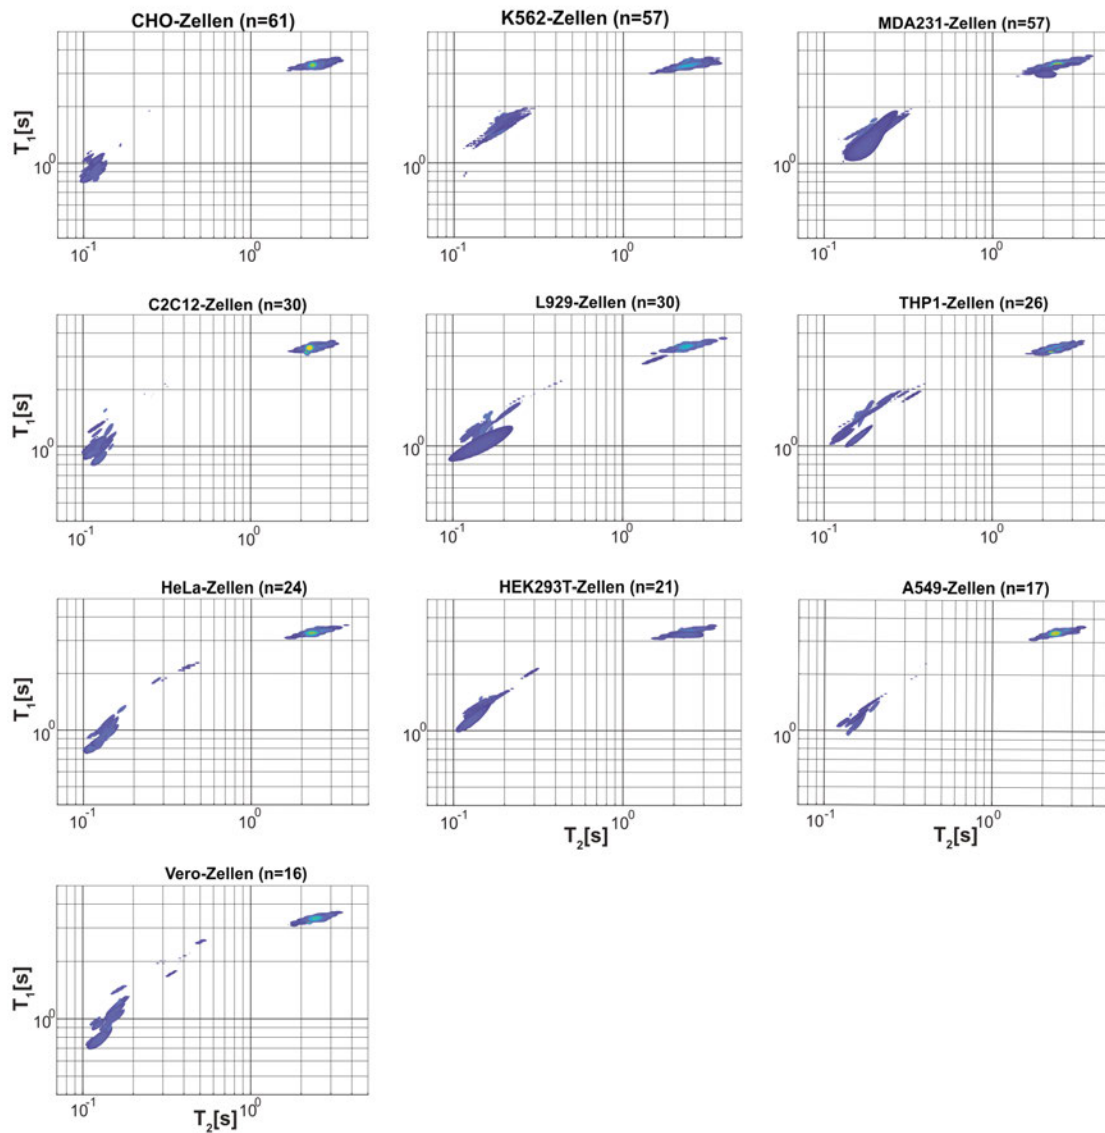 CHO-Zellen (n=61)
T1[s]
10^0
10^-1
10^0
K562-Zellen (n=57)
10^0
10^-1
10^0
MDA231-Zellen (n=57)
10^0
10^-1
10^0
C2C12-Zellen (n=30)
T1[s]
10^0
10^-1
10^0
L929-Zellen (n=30)
10^0
10^-1
10^0
THP1-Zellen (n=26)
10^0
10^-1
10^0
HeLa-Zellen (n=24)
T1[s]
10^0
10^-1
10^0
HEK293T-Zellen (n=21)
10^0
10^-1
10^0
T2[s]
A549-Zellen (n=17)
10^0
10^-1
10^0
T2[s]
Vero-Zellen (n=16)
T1[s]
10^0
10^-1
10^0
T2[s]